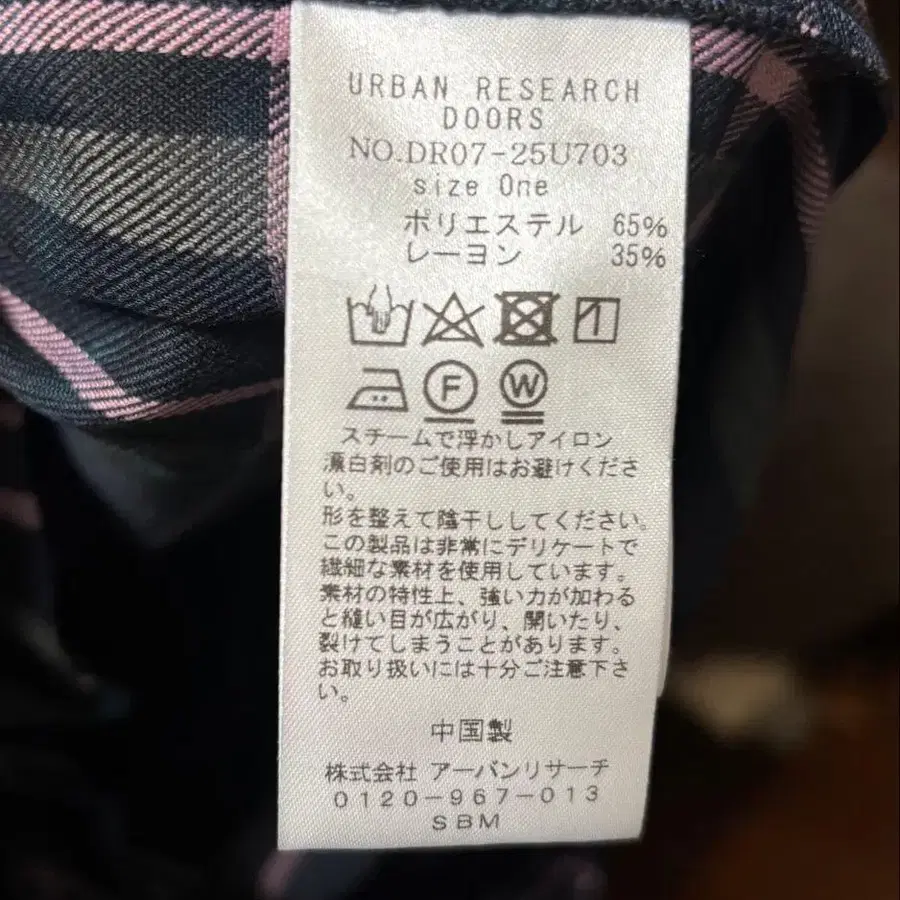 URBAN RESEARCH
DOORS
NO.DR07-25U703
size One
ポリエステル 65%
レーヨン 35%
F W
スチームで浮かしアイロン
漂白剤のご使用はお避けくださ
い。
形を整えて陰干ししてください。
この製品は非常にデリケートで
繊細な素材を使用しています。
素材の特性上、強い力が加わる
と縫い目が広がり、開いたり、
裂けてしまうことがあります。
お取り扱いには十分ご注意下さ
い。
中国製
株式会社 アーバンリサーチ
0120-967-013
SBM